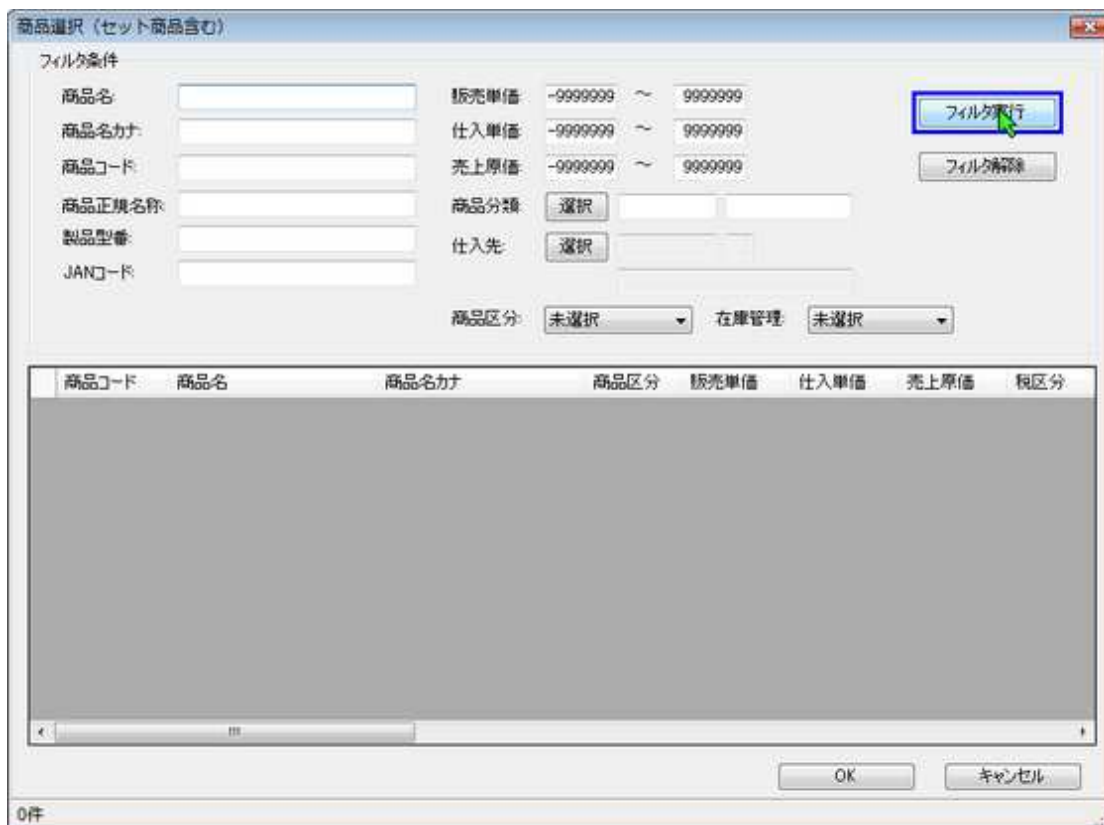 商品選択（セット商品含む）
フィルタ条件
商品名: 販売単価: -9999999 ～ 9999999 フィルタ実行
商品名カナ: 仕入単価: -9999999 ～ 9999999
商品コード: 売上原価: -9999999 ～ 9999999 フィルタ解除
商品正規名称: 商品分類: 選択
製品型番: 仕入先: 選択
JANコード:
商品区分: 未選択 在庫管理: 未選択
商品コード 商品名 商品名カナ 商品区分 販売単価 仕入単価 売上原価 税区分
OK キャンセル
0件